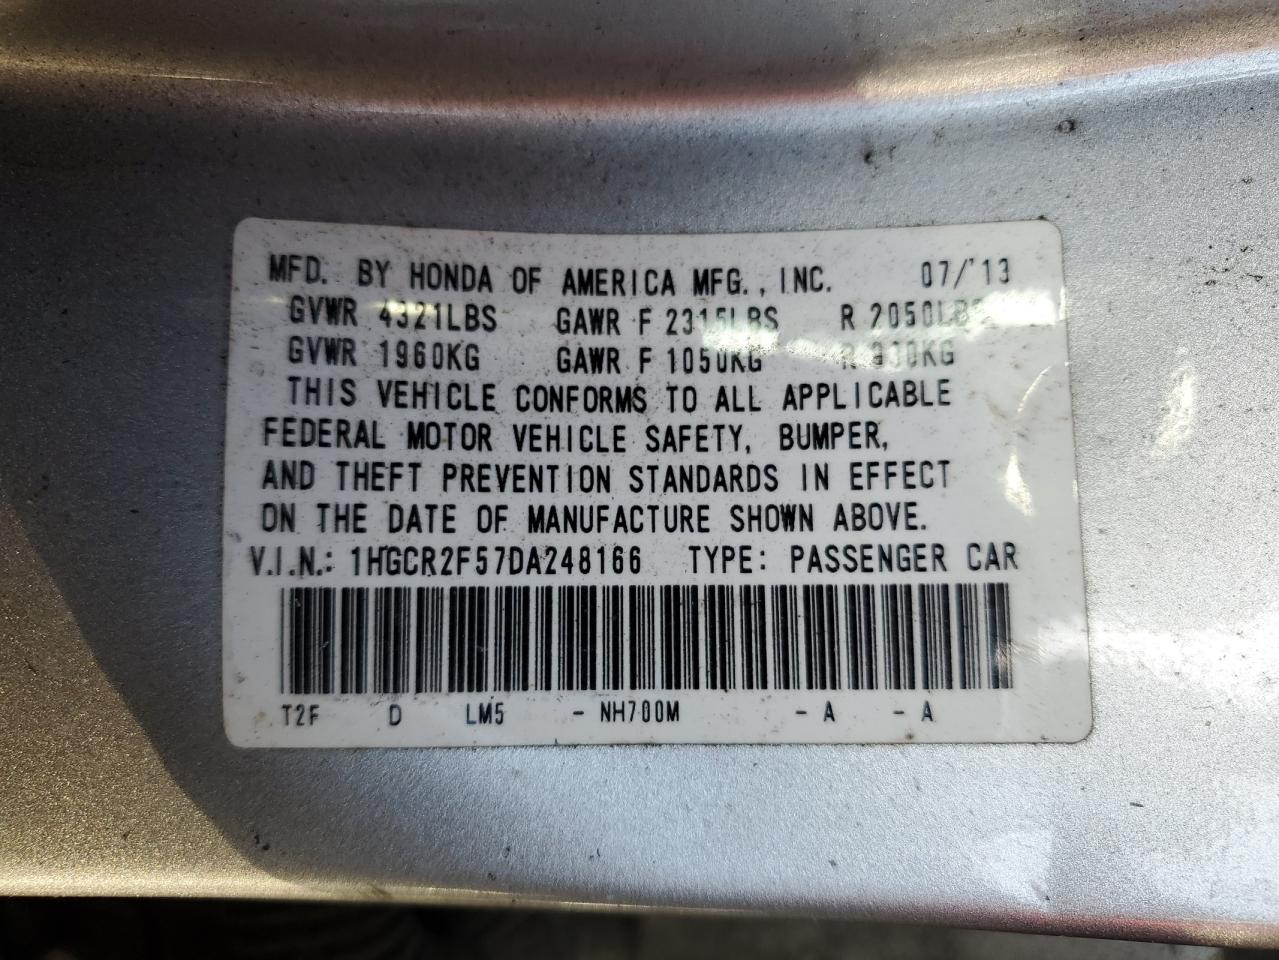 MFD. BY HONDA OF AMERICA MFG., INC. 07/'13
GVWR 4321LBS GAWR F 2315LBS R 2050LBS
GVWR 1960KG GAWR F 1050KG R 930KG
THIS VEHICLE CONFORMS TO ALL APPLICABLE
FEDERAL MOTOR VEHICLE SAFETY, BUMPER,
AND THEFT PREVENTION STANDARDS IN EFFECT
ON THE DATE OF MANUFACTURE SHOWN ABOVE.
V.I.N.: 1HGCR2F57DA248166 TYPE: PASSENGER CAR
T2F D LM5 - NH700M - A - A